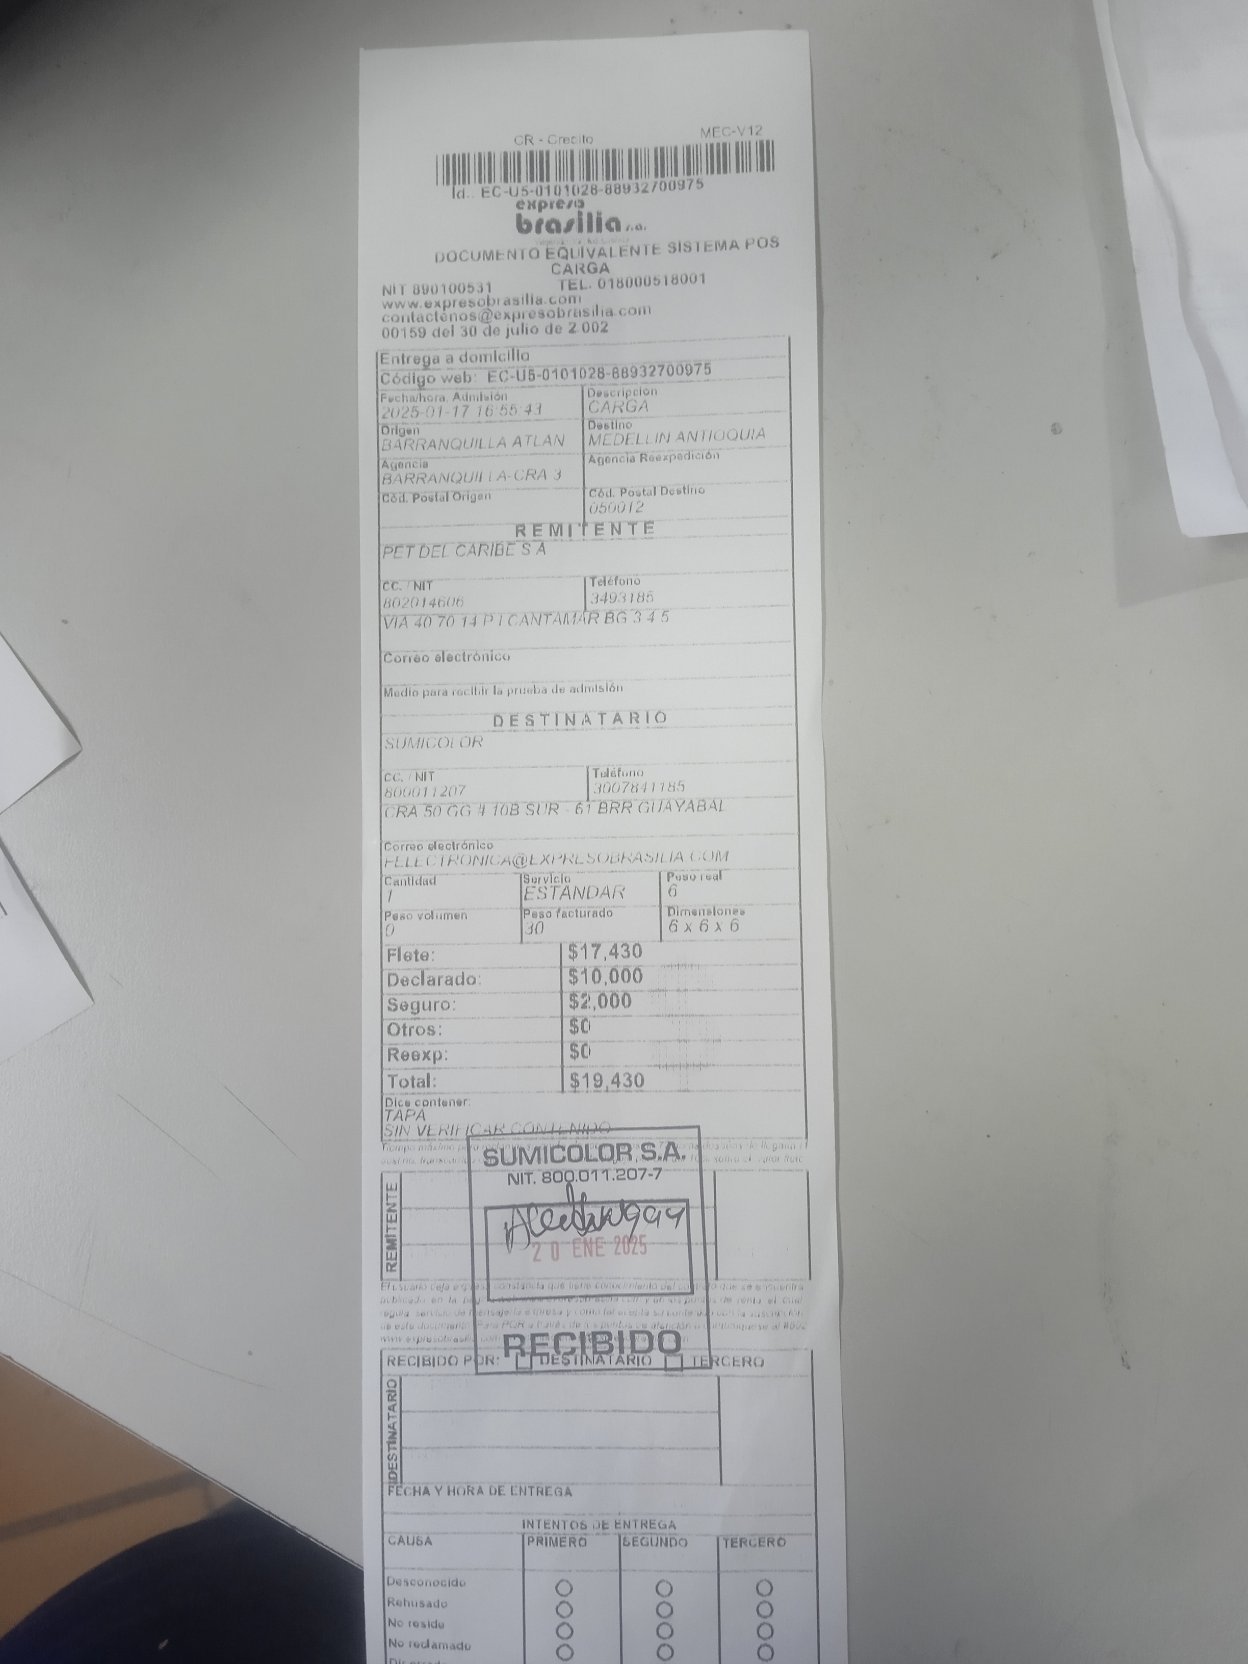 CR - Credito MEC-V12
Id.. EC-U5-0101028-88932700975
expreso
brasilia s.a.
DOCUMENTO EQUIVALENTE SISTEMA POS
CARGA
NIT 890100531 TEL. 018000518001
www.expresobrasilia.com
contactenos@expresobrasilia.com
00159 del 30 de julio de 2 002
Entrega a domicilio
Código web: EC-U5-0101028-88932700975
Fecha/hora. Admisión Descripción
2025-01-17 16:55:43 CARGA
Origen Destino
BARRANQUILLA ATLAN MEDELLIN ANTIOQUIA
Agencia Agencia Reexpedición
BARRANQUILLA-CRA 3
Cód. Postal Origen Cód. Postal Destino
050012
REMITENTE
PET DEL CARIBE S A
CC. / NIT Teléfono
802014606 3493186
VIA 40 70 14 P I CANTAMAR BG 3 4 5
Correo electrónico
Medio para recibir la prueba de admisión
DESTINATARIO
SUMICOLOR
CC. / NIT Teléfono
800011207 3007841185
CRA 50 GG # 10B SUR - 61 BRR GUAYABAL
Correo electrónico
FELECTRONICA@EXPRESOBRASILIA.COM
Cantidad Servicio Peso real
1 ESTANDAR 6
Peso volumen Peso facturado Dimensiones
0 30 6 x 6 x 6
Flete: $17,430
Declarado: $10,000
Seguro: $2,000
Otros: $0
Reexp: $0
Total: $19,430
Dice contener:
TAPA
SIN VERIFICAR CONTENIDO
SUMICOLOR S.A.
NIT. 800.011.207-7
REMITENTE
20 ENE 2025
RECIBIDO
RECIBIDO POR: DESTINATARIO TERCERO
DESTINATARIO
FECHA Y HORA DE ENTREGA
INTENTOS DE ENTREGA
CAUSA PRIMERO SEGUNDO TERCERO
Desconocido
Rehusado
No reside
No reclamado